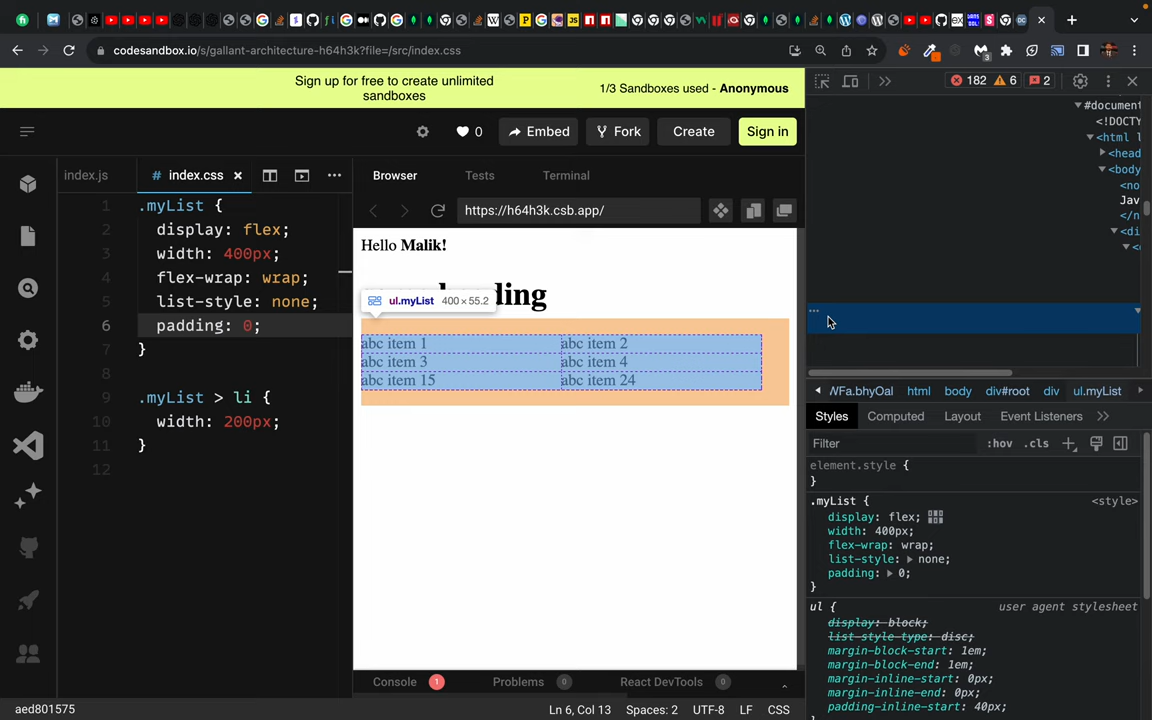 codesandbox.io/s/gallant-architecture-h64h3k?file=/src/index.css
3
Sign up for free to create unlimited
sandboxes
1/3 Sandboxes used - Anonymous
0
Embed
Fork
Create
Sign in
index.js
# index.css
Browser
Tests
Terminal
https://h64h3k.csb.app/
1 .myList {
2 display: flex;
3 width: 400px;
4 flex-wrap: wrap;
5 list-style: none;
6 padding: 0;
7 }
8
9 .myList > li {
10 width: 200px;
11 }
12
Hello Malik!
ding
ul.myList 400 × 55.2
abc item 1 abc item 2
abc item 3 abc item 4
abc item 15 abc item 24
Console 1
Problems 0
React DevTools 0
aed801575
Ln 6, Col 13
Spaces: 2
UTF-8
LF
CSS
182 6 2
#document
<!DOCTY
<html l
<head
<body
<no
Jav
</n
<di
WFa.bhyOal html body div#root div ul.myList
Styles Computed Layout Event Listeners
Filter :hov .cls
element.style {
}
.myList { <style>
display: flex;
width: 400px;
flex-wrap: wrap;
list-style: none;
padding: 0;
}
ul { user agent stylesheet
display: block;
list-style-type: disc;
margin-block-start: 1em;
margin-block-end: 1em;
margin-inline-start: 0px;
margin-inline-end: 0px;
padding-inline-start: 40px;